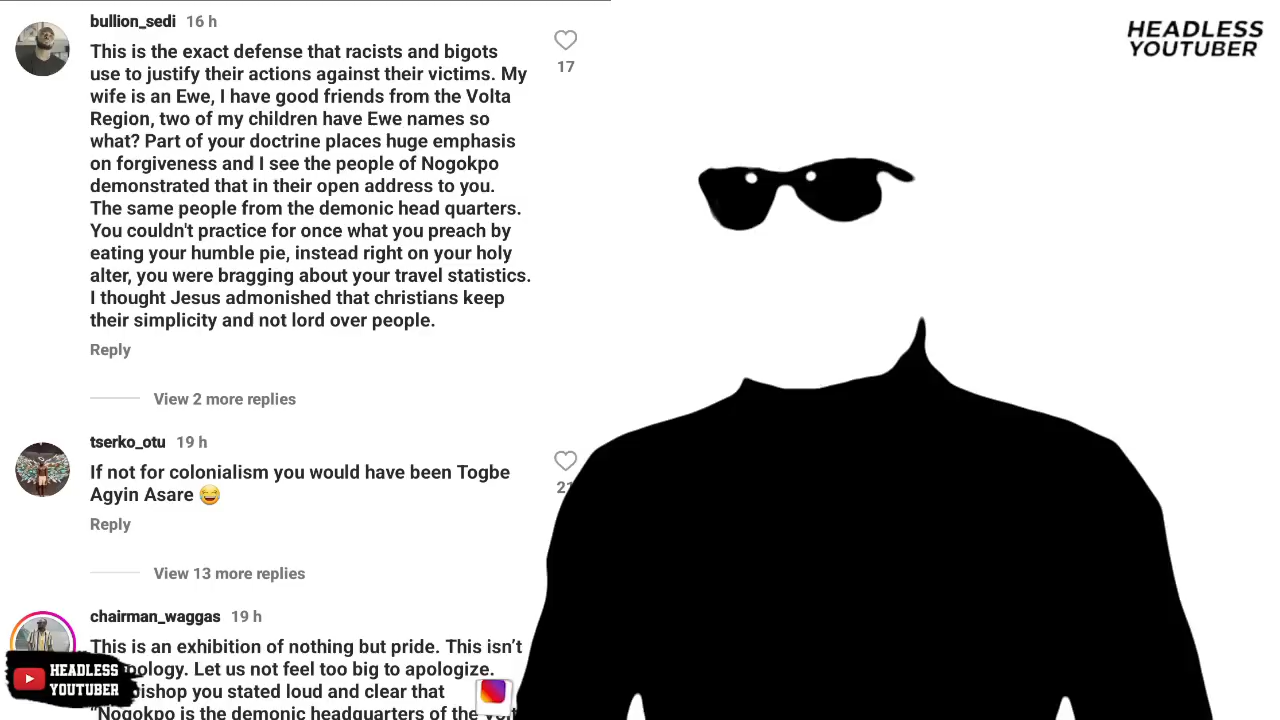 bullion_sedi 16 h
This is the exact defense that racists and bigots
use to justify their actions against their victims. My
wife is an Ewe, I have good friends from the Volta
Region, two of my children have Ewe names so
what? Part of your doctrine places huge emphasis
on forgiveness and I see the people of Nogokpo
demonstrated that in their open address to you.
The same people from the demonic head quarters.
You couldn't practice for once what you preach by
eating your humble pie, instead right on your holy
alter, you were bragging about your travel statistics.
I thought Jesus admonished that christians keep
their simplicity and not lord over people.
17
Reply
View 2 more replies
tserko_otu 19 h
If not for colonialism you would have been Togbe
Agyin Asare 😂
Reply
View 13 more replies
chairman_waggas 19 h
This is an exhibition of nothing but pride. This isn't
Let us not feel too big to apologize.
you stated loud and clear that
"Nogokpo is the demonic headquarters of the
HEADLESS
YOUTUBER
HEADLESS
YOUTUBER